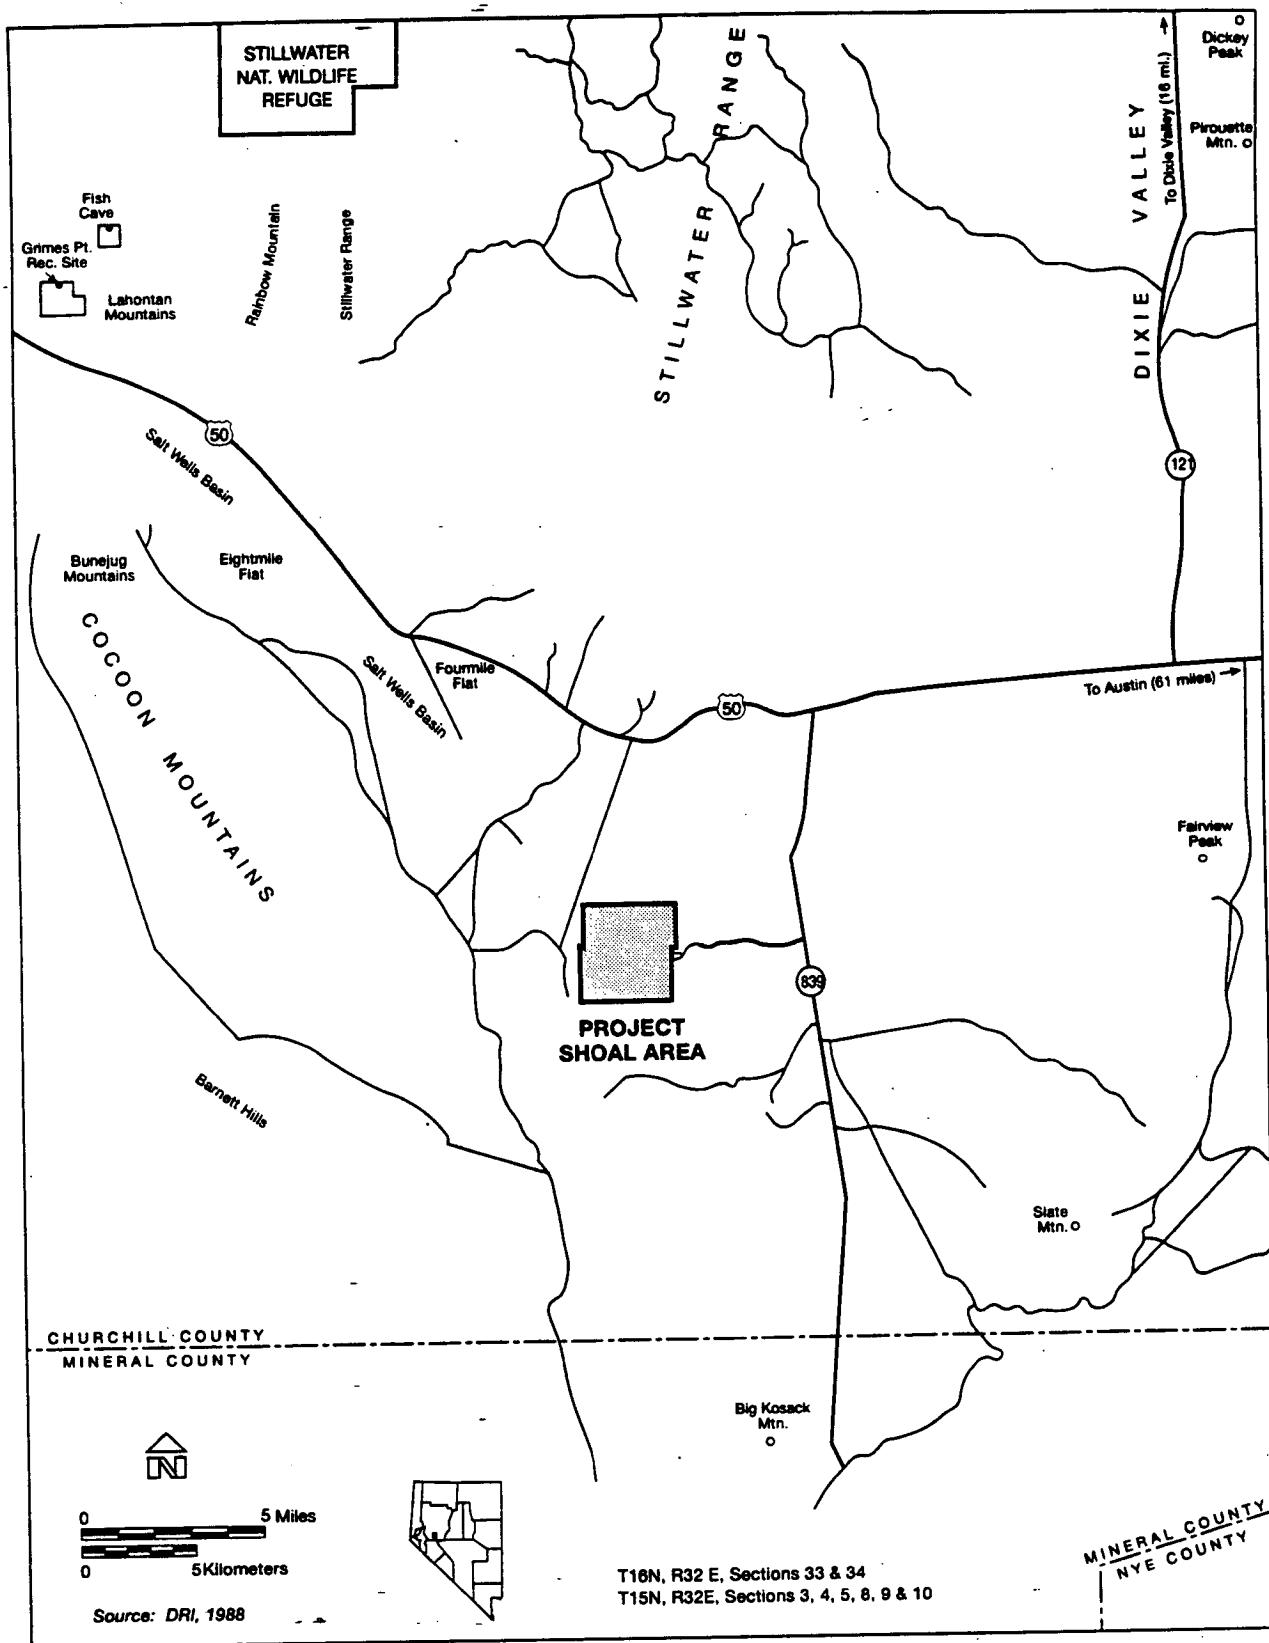 STILLWATER
NAT. WILDLIFE
REFUGE
STILLWATER RANGE
DIXIE VALLEY
To Dixie Valley (16 mi.)
Dickey
Peak
Pirouette
Mtn.
Fish
Cave
Grimes Pt.
Rec. Site
Lahontan
Mountains
Rainbow Mountain
Stillwater Range
50
Salt Wells Basin
121
Bunejug
Mountains
Eightmile
Flat
COCOON MOUNTAINS
Salt Wells Basin
Fourmile
Flat
50
To Austin (61 miles)
Fairview
Peak
839
PROJECT
SHOAL AREA
Barnett Hills
Slate
Mtn.
CHURCHILL COUNTY
MINERAL COUNTY
Big Kosack
Mtn.
N
0 5 Miles
0 5 Kilometers
Source: DRI, 1988
T16N, R32 E, Sections 33 & 34
T15N, R32E, Sections 3, 4, 5, 8, 9 & 10
MINERAL COUNTY
NYE COUNTY